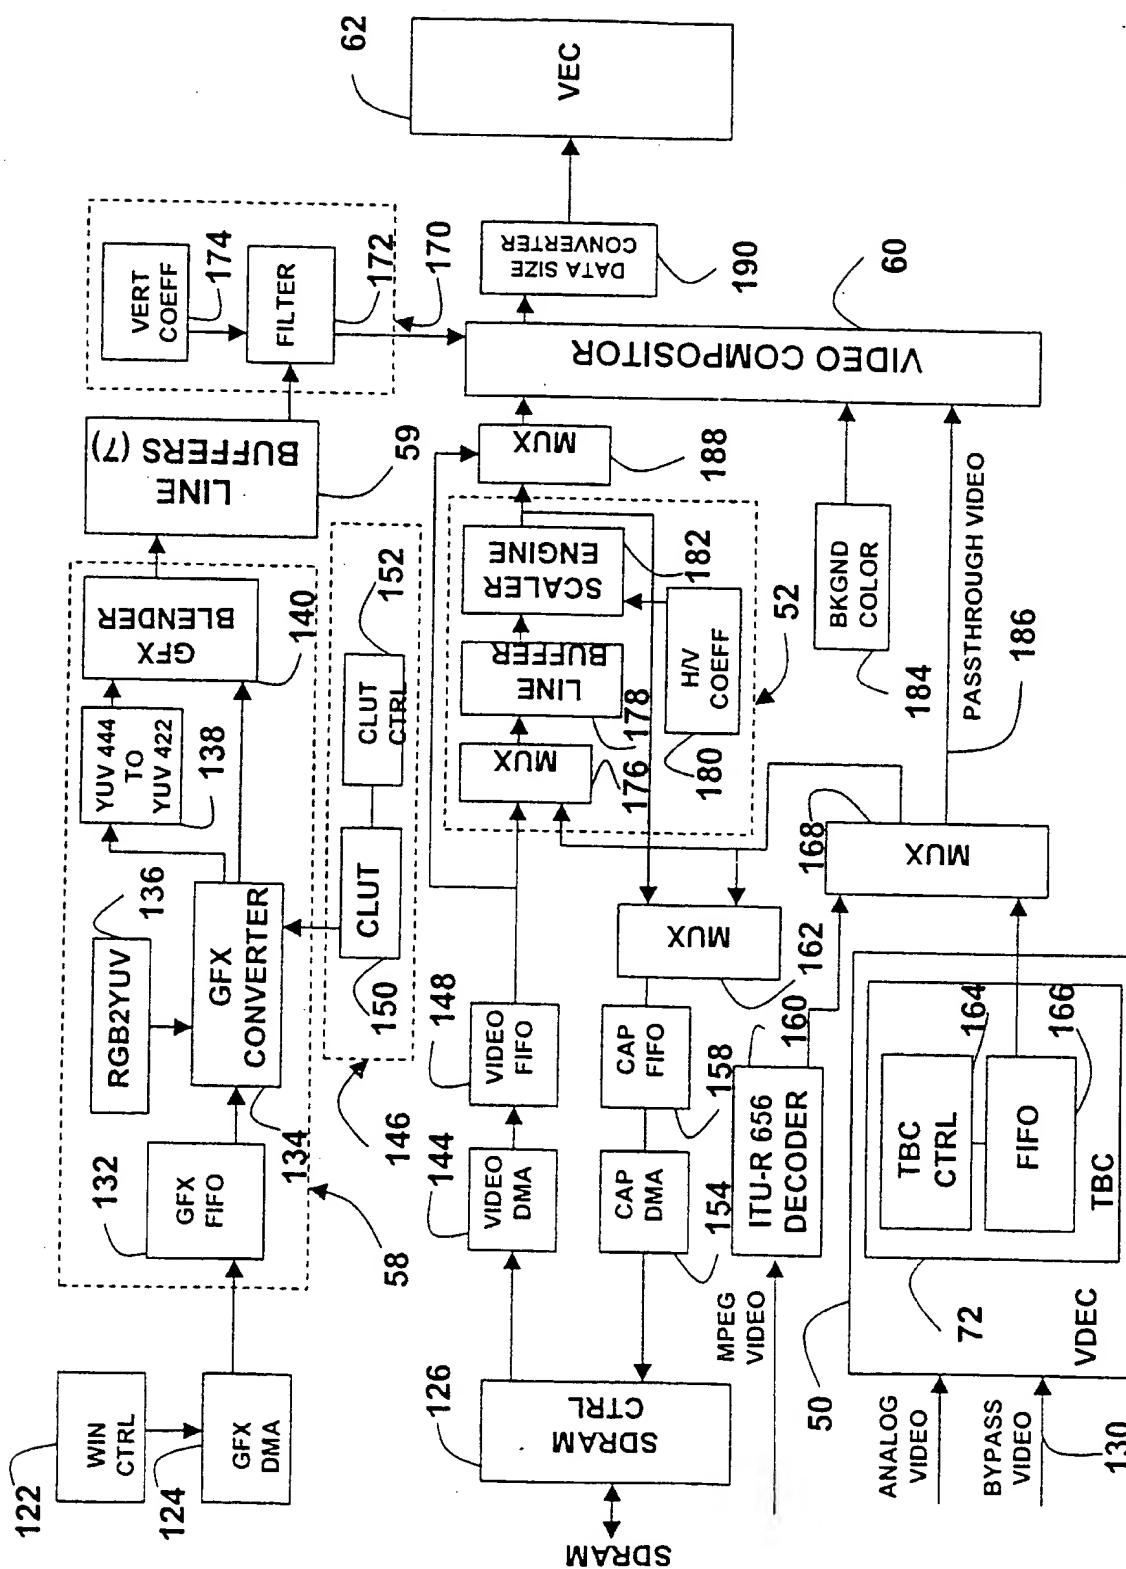 122
WIN
CTRL
124
GFX
DMA
132
GFX
FIFO
134
RGB2YUV
136
GFX
CONVERTER
YUV 444
TO
YUV 422
138
GFX
BLENDER
140
58
LINE
BUFFERS (7)
59
VERT
COEFF
174
FILTER
172
170
CLUT
150
CLUT
CTRL
152
146
SDRAM
126
SDRAM
CTRL
144
VIDEO
DMA
148
VIDEO
FIFO
CAP
DMA
154
CAP
FIFO
158
MUX
162
MUX
176
LINE
BUFFER
178
SCALER
ENGINE
182
H/V
COEFF
180
52
MUX
188
VIDEO COMPOSITOR
60
DATA SIZE
CONVERTER
190
VEC
62
MPEG
VIDEO
ITU-R 656
DECODER
160
MUX
168
BKGND
COLOR
184
PASSTHROUGH VIDEO
186
ANALOG
VIDEO
BYPASS
VIDEO
130
50
VDEC
72
TBC
CTRL
164
FIFO
166
TBC